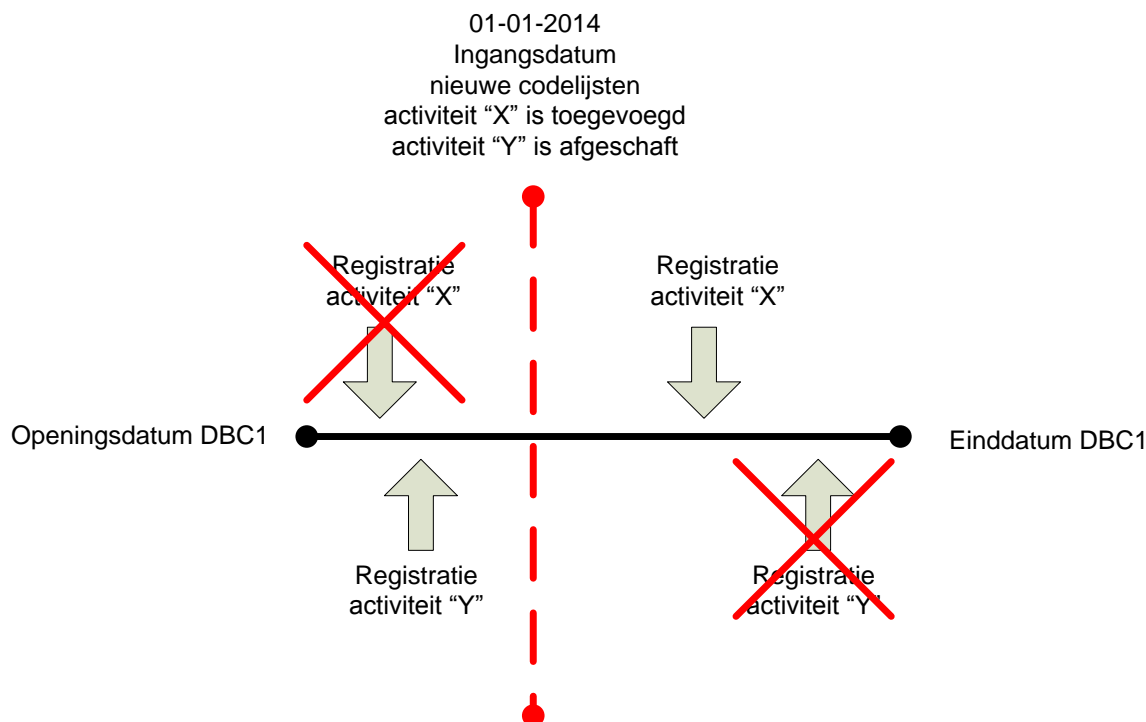 01-01-2014
Ingangsdatum
nieuwe codelijsten
activiteit “X” is toegevoegd
activiteit “Y” is afgeschaft
Registratie
activiteit “X”
Registratie
activiteit “X”
Openingsdatum DBC1
Einddatum DBC1
Registratie
activiteit “Y”
Registratie
activiteit “Y”